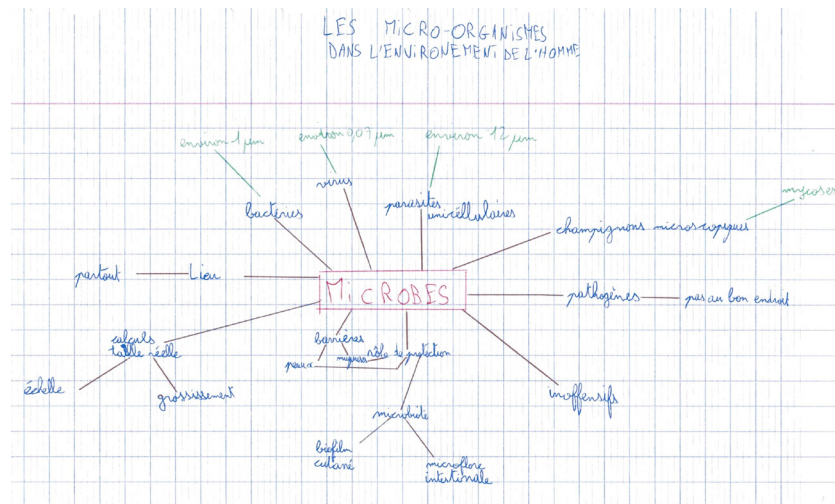 LES MICRO-ORGANISMES
DANS L'ENVIRONEMENT DE L'HOMME
environ 1 μm
environ 0,07 μm
environ 12 μm
virus
mycoses
bactéries
parasites
unicéllulaires
champignons microscopiques
partout
Lieu
MICROBES
pathogènes
pas au bon endroit
calculs
taille réelle
barrières
peau
muqueuse
rôle de protection
échelle
grossissement
inoffensifs
microbiote
biofilm
cutané
microflore
intestinale